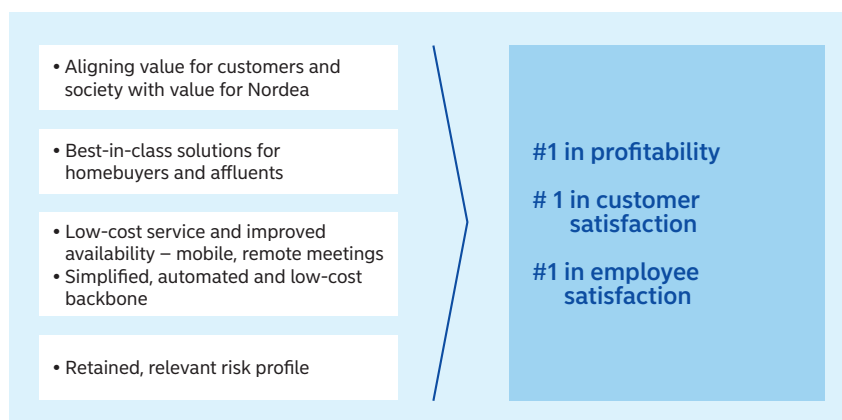 • Aligning value for customers and
society with value for Nordea
• Best-in-class solutions for
homebuyers and affluents
• Low-cost service and improved
availability – mobile, remote meetings
• Simplified, automated and low-cost
backbone
• Retained, relevant risk profile
#1 in profitability
# 1 in customer
satisfaction
#1 in employee
satisfaction